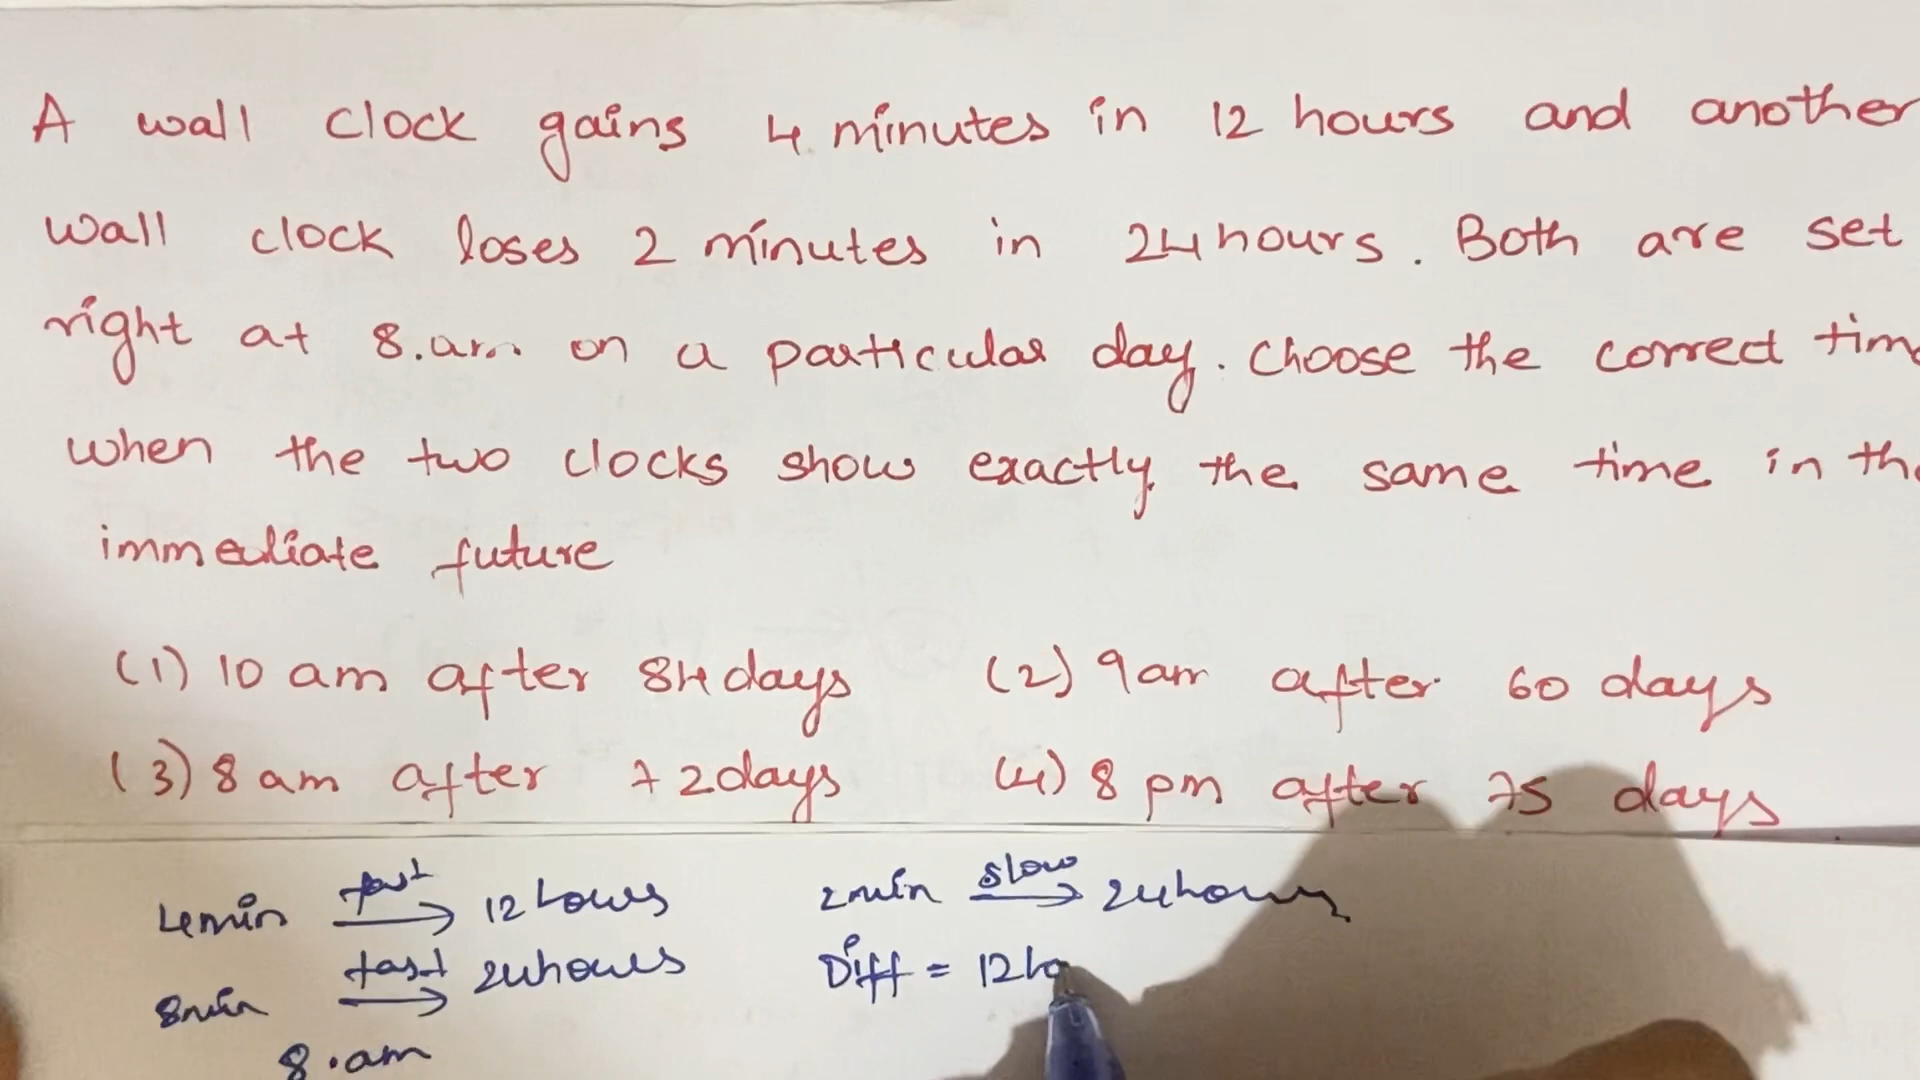 A wall clock gains 4 minutes in 12 hours and another
wall clock loses 2 minutes in 24 hours. Both are set
right at 8.am on a particular day. Choose the correct tim
when the two clocks show exactly the same time in th
immediate future
(1) 10 am after 84 days (2) 9am after 60 days
(3) 8 am after 72 days (4) 8 pm after 75 days
4min fast 12 hours 2min slow 24hours
8min fast 24hours Diff = 12ho
8.am